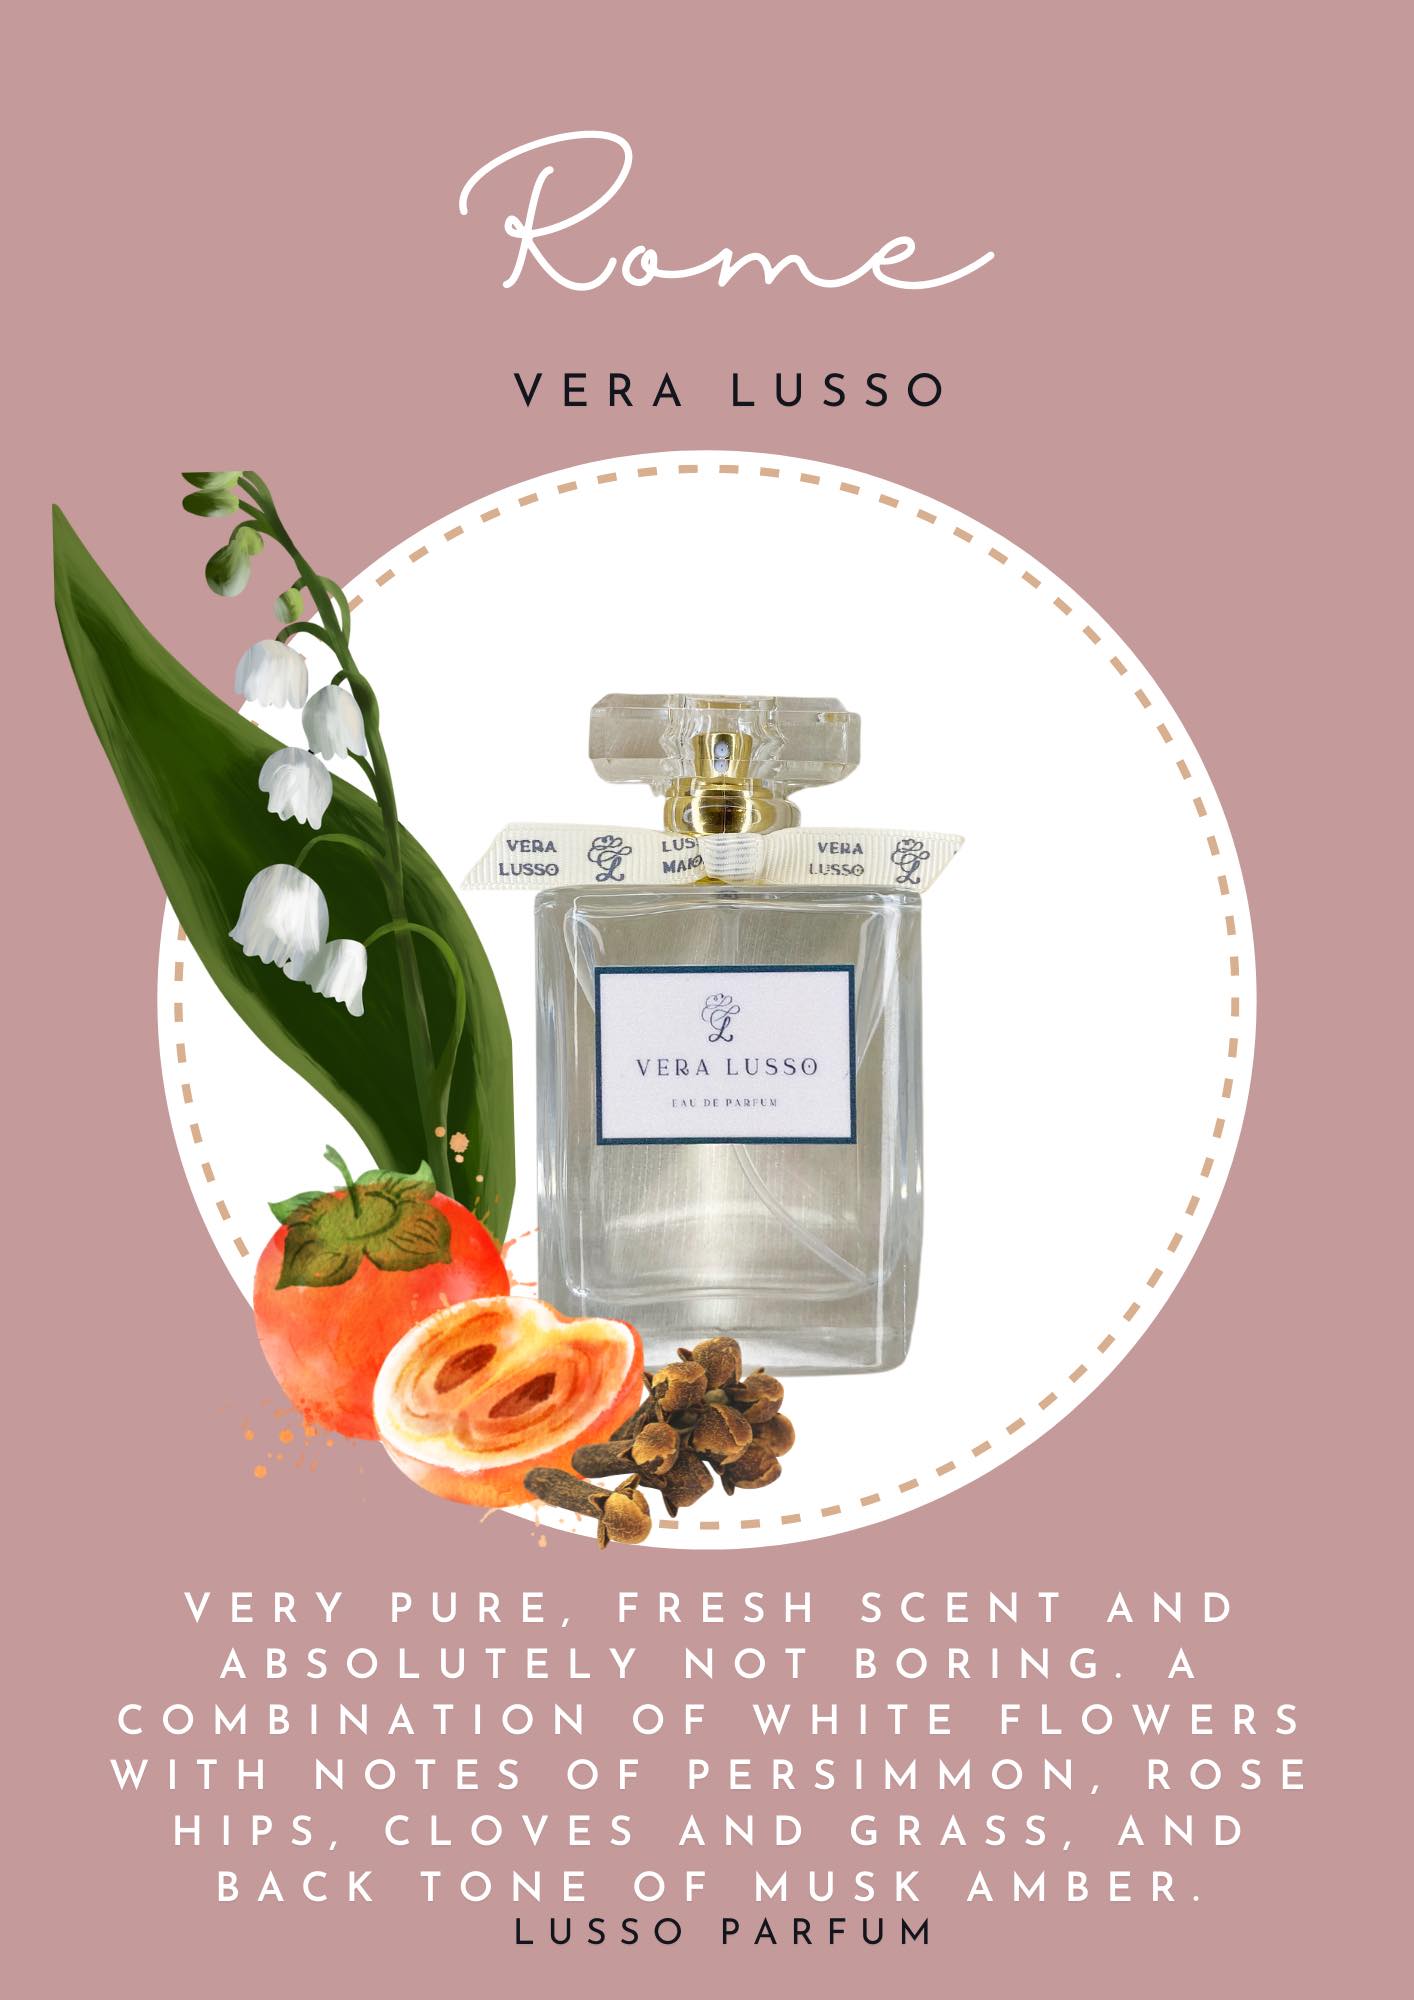 Rome
VERA LUSSO
VERA
LUSSO
LUS
MAIO
VERA
LUSSO
VERA LUSSO
EAU DE PARFUM
VERY PURE, FRESH SCENT AND
ABSOLUTELY NOT BORING. A
COMBINATION OF WHITE FLOWERS
WITH NOTES OF PERSIMMON, ROSE
HIPS, CLOVES AND GRASS, AND
BACK TONE OF MUSK AMBER.
LUSSO PARFUM